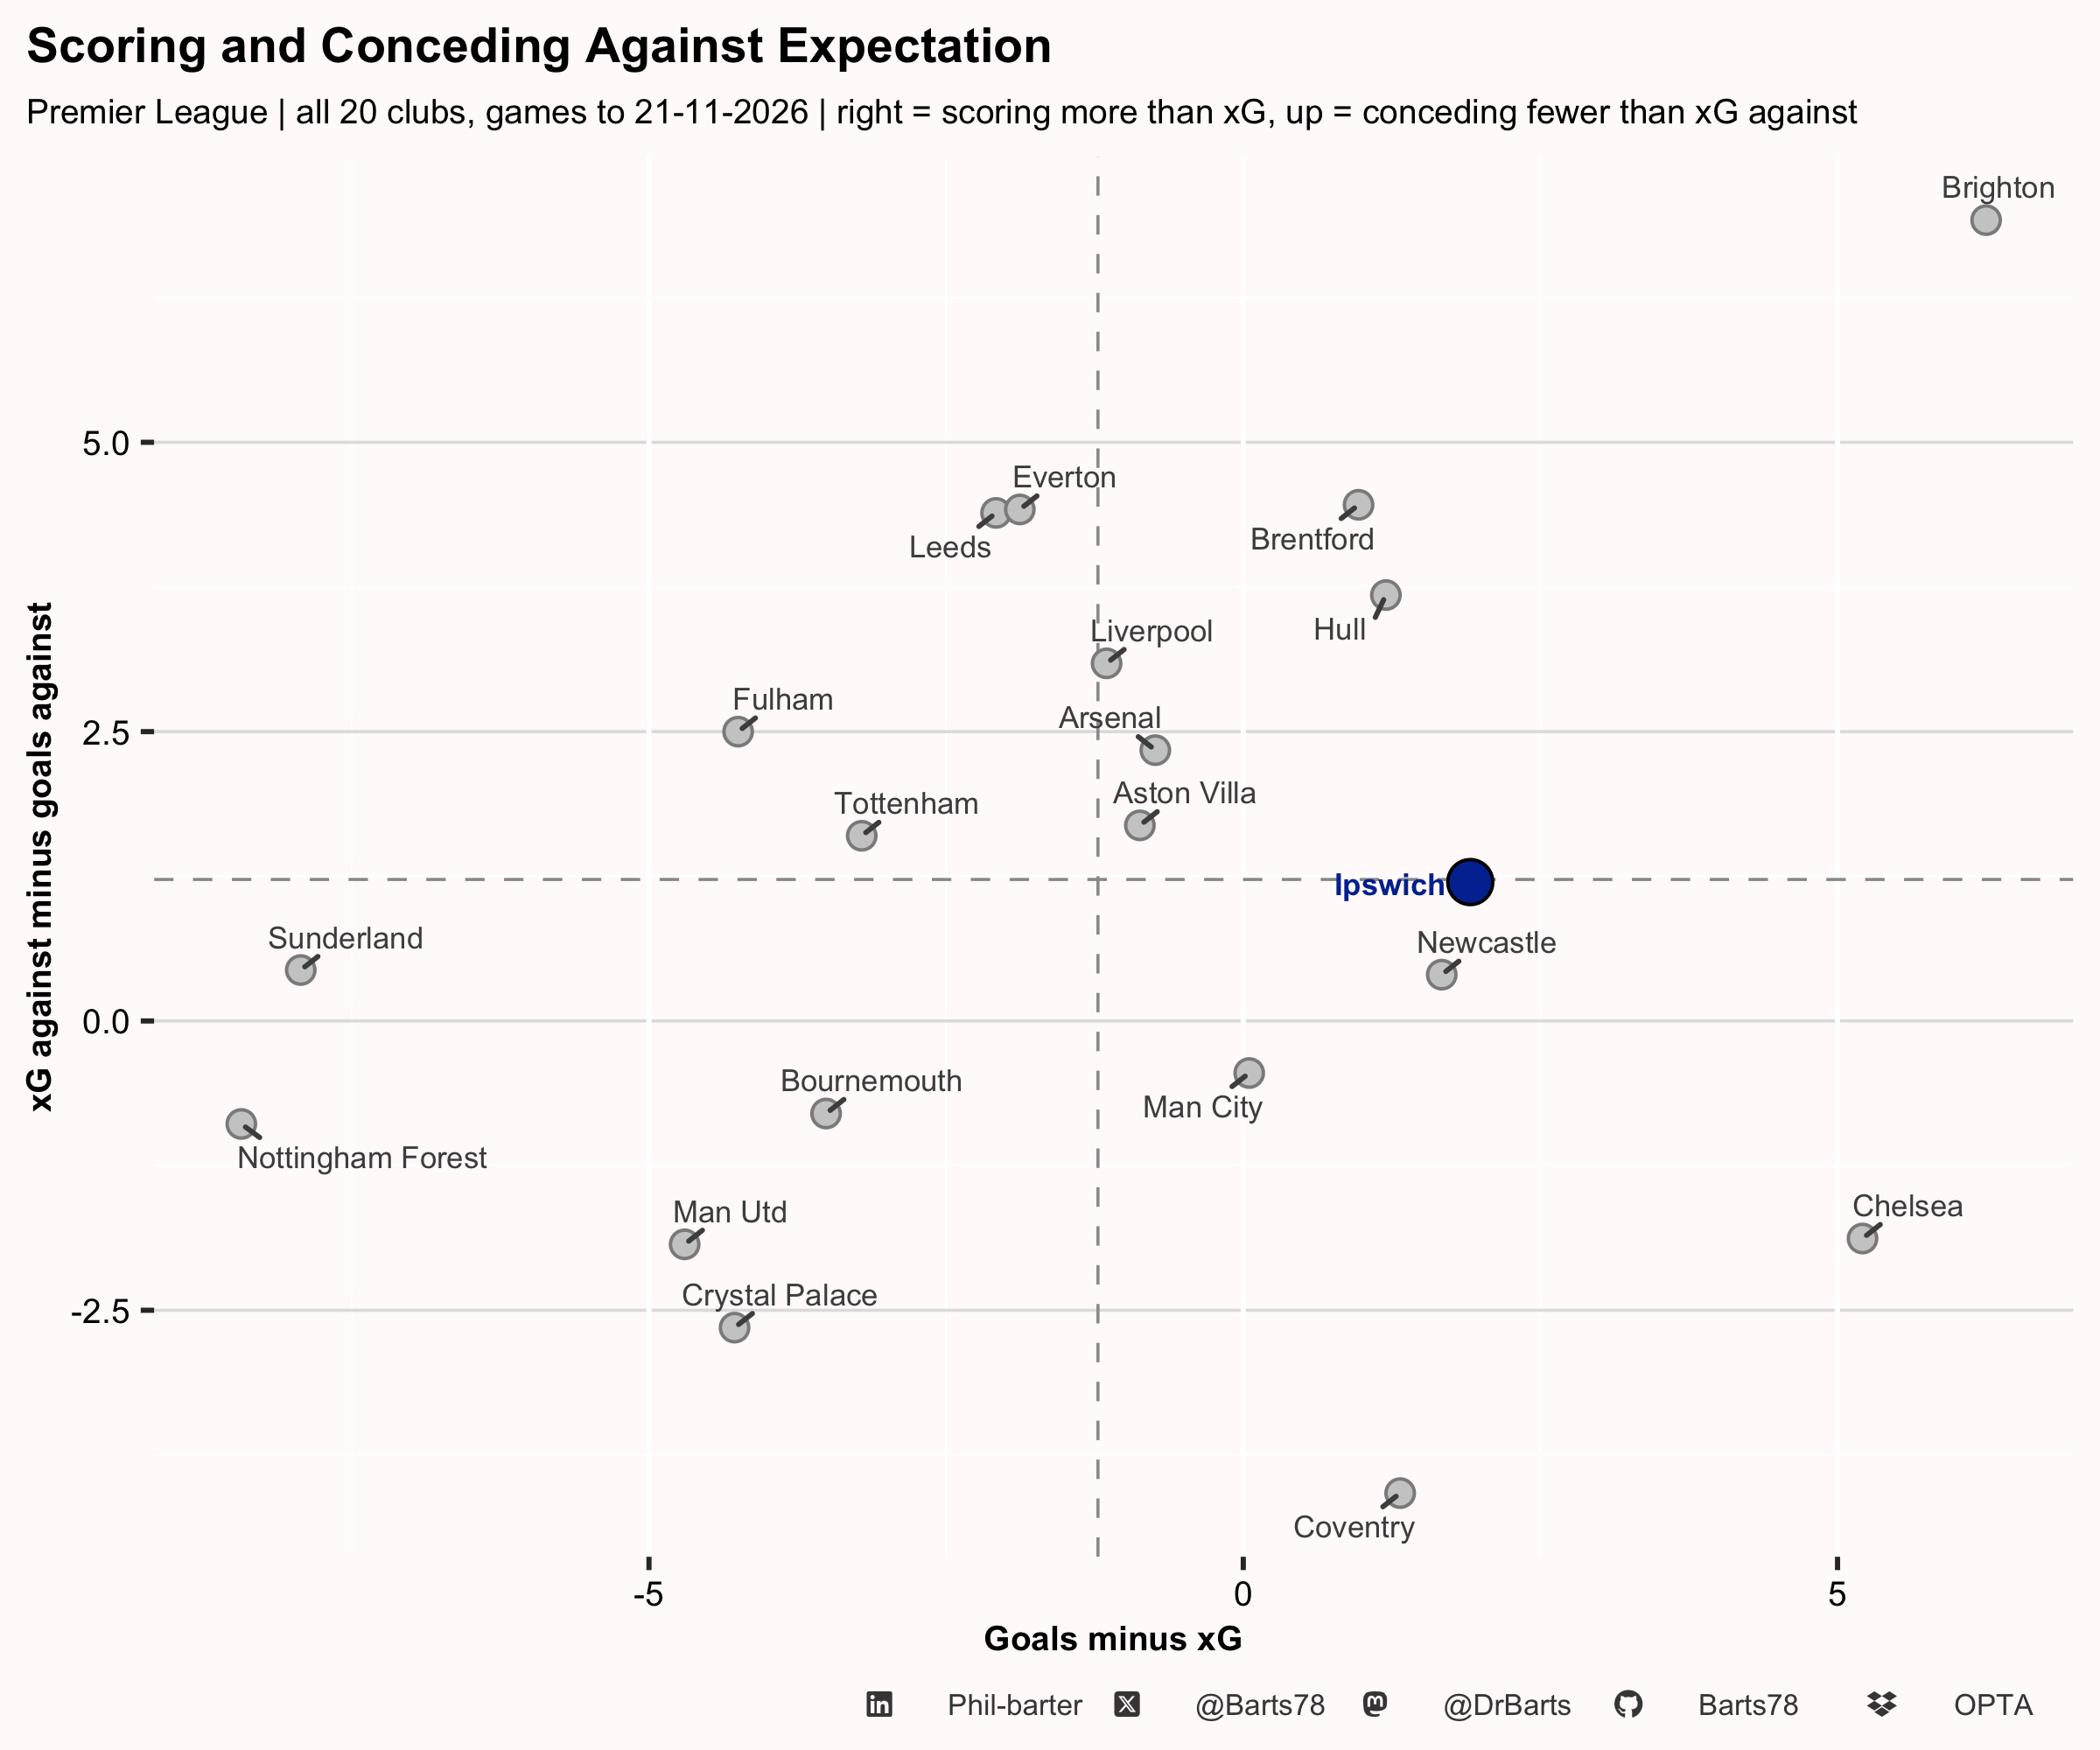 Scoring and Conceding Against Expectation
Premier League | all 20 clubs, games to 21-11-2026 | right = scoring more than xG, up = conceding fewer than xG against
Brighton
5.0
Everton
Leeds
Brentford
Hull
Liverpool
Fulham
Arsenal
2.5
Aston Villa
Tottenham
Ipswich
Sunderland
Newcastle
0.0
Bournemouth
Man City
Nottingham Forest
Man Utd
Chelsea
Crystal Palace
-2.5
Coventry
xG against minus goals against
-5 0 5
Goals minus xG
Phil-barter @Barts78 @DrBarts Barts78 OPTA